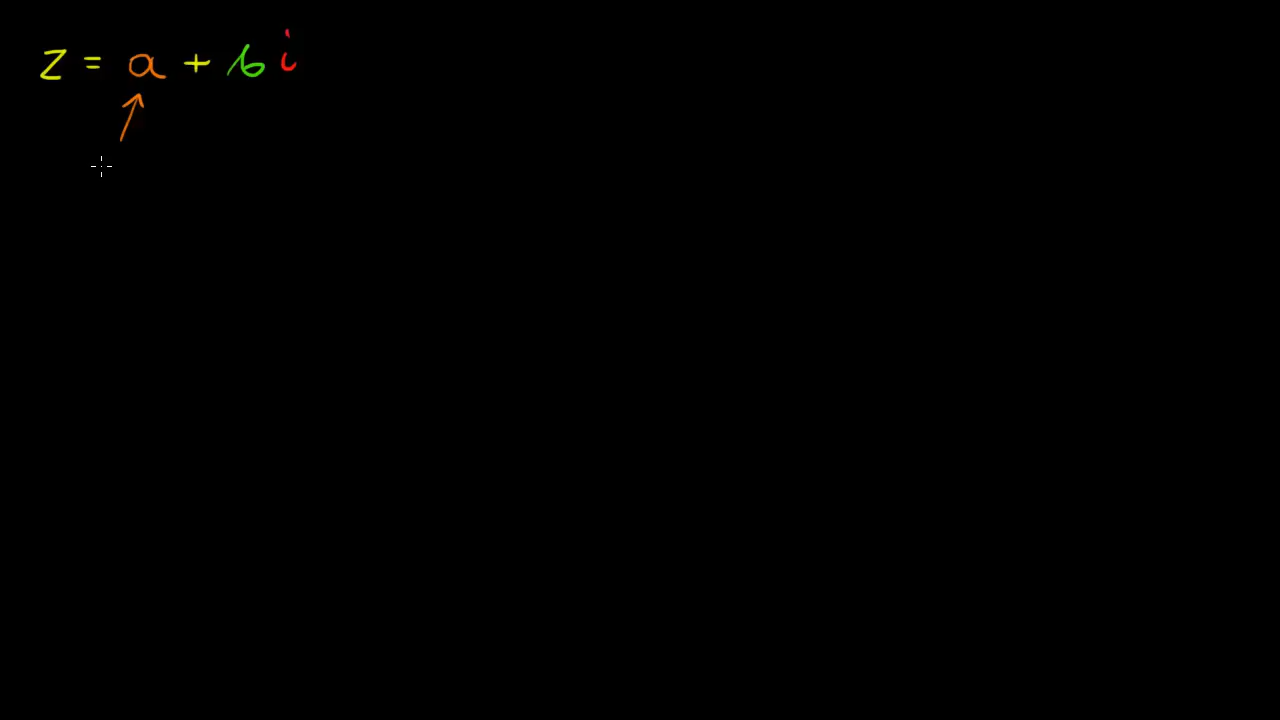 z = a + bi